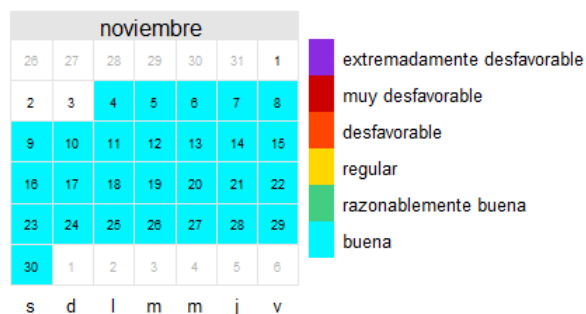 noviembre
26 27 28 29 30 31 1
2 3 4 5 6 7 8
9 10 11 12 13 14 15
16 17 18 19 20 21 22
23 24 25 26 27 28 29
30 1 2 3 4 5 6
s d l m m j v
extremadamente desfavorable
muy desfavorable
desfavorable
regular
razonablemente buena
buena